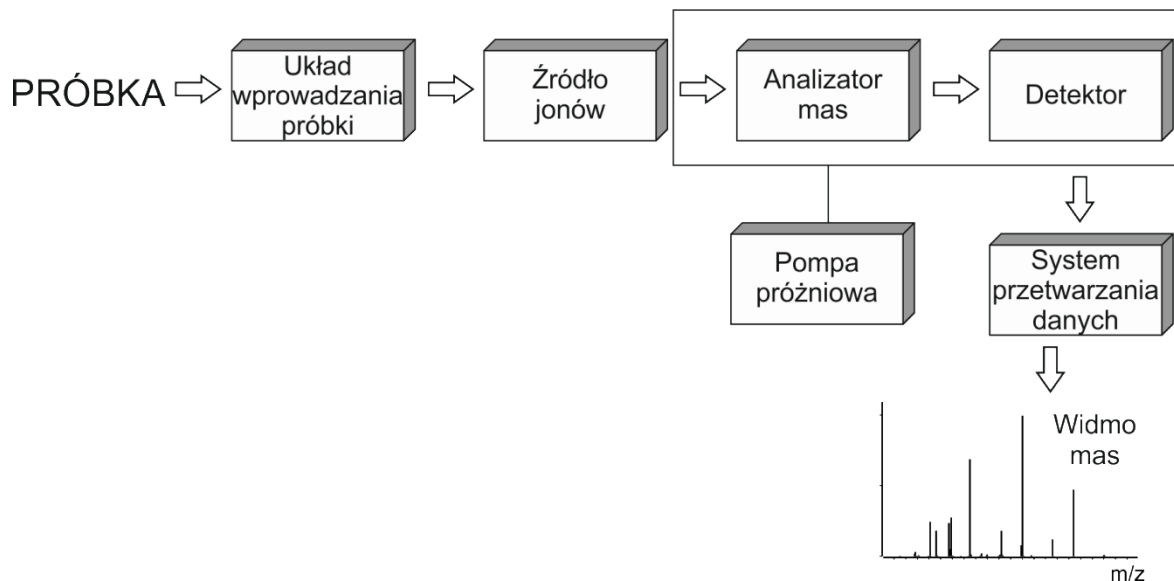 PRÓBKA
Układ
wprowadzania
próbki
Źródło
jonów
Analizator
mas
Detektor
Pompa
próżniowa
System
przetwarzania
danych
Widmo
mas
m/z